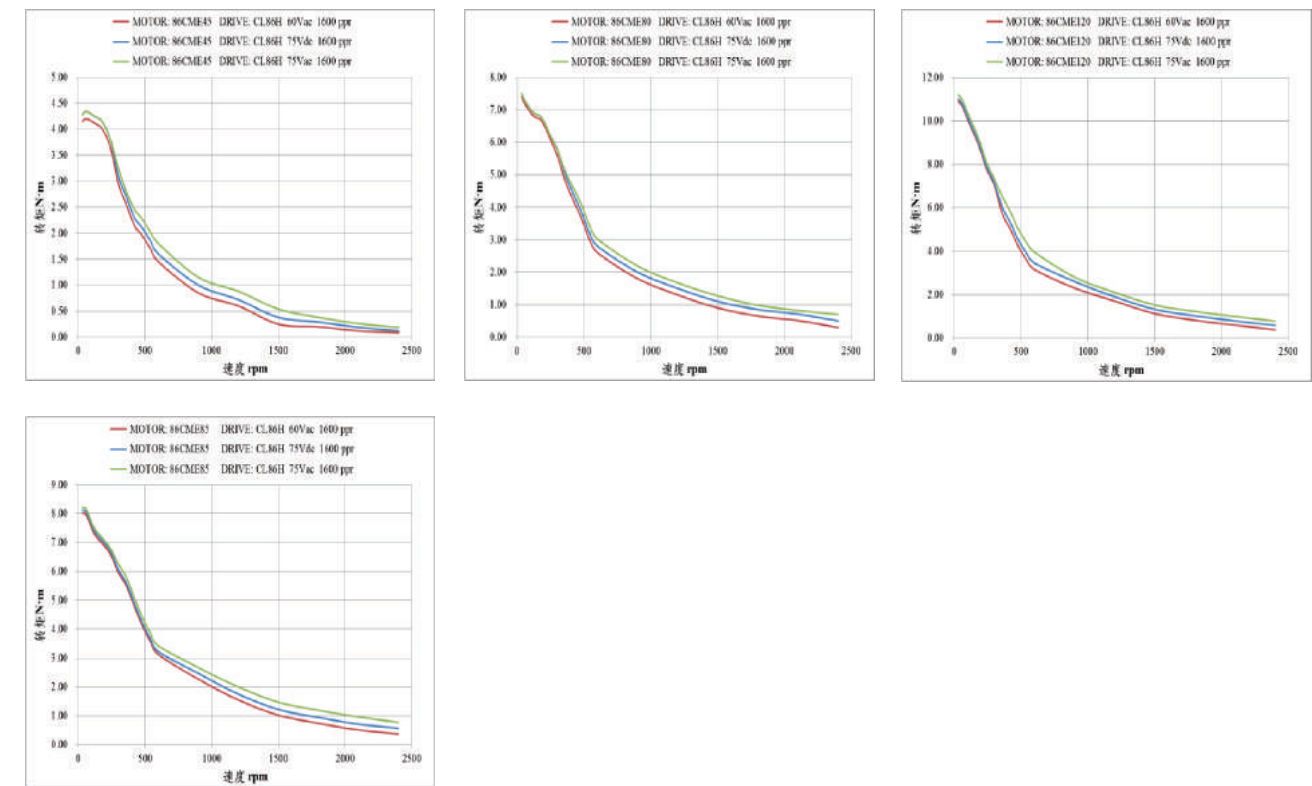 MOTOR: 86CME45 DRIVE: CL86H 60Vac 1600 ppr
MOTOR: 86CME45 DRIVE: CL86H 75Vdc 1600 ppr
MOTOR: 86CME45 DRIVE: CL86H 75Vac 1600 ppr
5.00
4.50
4.00
3.50
3.00
2.50
2.00
1.50
1.00
0.50
0.00
转矩N·m
0 500 1000 1500 2000 2500
速度 rpm
MOTOR: 86CME80 DRIVE: CL86H 60Vac 1600 ppr
MOTOR: 86CME80 DRIVE: CL86H 75Vdc 1600 ppr
MOTOR: 86CME80 DRIVE: CL86H 75Vac 1600 ppr
8.00
7.00
6.00
5.00
4.00
3.00
2.00
1.00
0.00
转矩N·m
0 500 1000 1500 2000 2500
速度 rpm
MOTOR: 86CME120 DRIVE: CL86H 60Vac 1600 ppr
MOTOR: 86CME120 DRIVE: CL86H 75Vdc 1600 ppr
MOTOR: 86CME120 DRIVE: CL86H 75Vac 1600 ppr
12.00
10.00
8.00
6.00
4.00
2.00
0.00
转矩N·m
0 500 1000 1500 2000 2500
速度 rpm
MOTOR: 86CME85 DRIVE: CL86H 60Vac 1600 ppr
MOTOR: 86CME85 DRIVE: CL86H 75Vdc 1600 ppr
MOTOR: 86CME85 DRIVE: CL86H 75Vac 1600 ppr
9.00
8.00
7.00
6.00
5.00
4.00
3.00
2.00
1.00
0.00
转矩N·m
0 500 1000 1500 2000 2500
速度 rpm